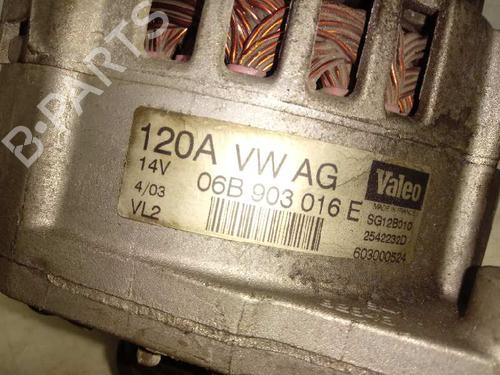 B-PARTS
120A VW AG
14V
06B 903 016 E
Valeo
4/03
SG12B010
VL2
2542232D
603000524